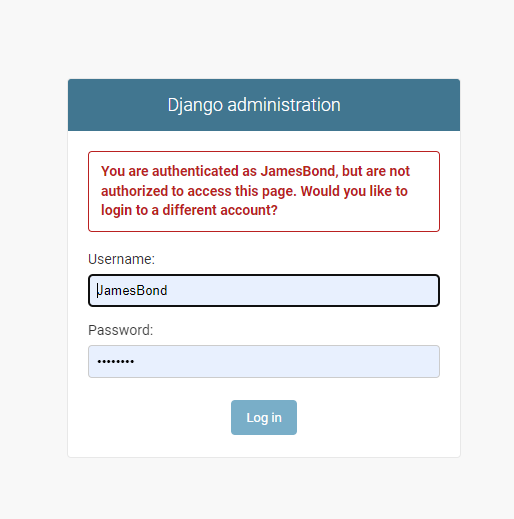 Django administration
You are authenticated as JamesBond, but are not
authorized to access this page. Would you like to
login to a different account?
Username:
JamesBond
Password:
••••••••
Log in